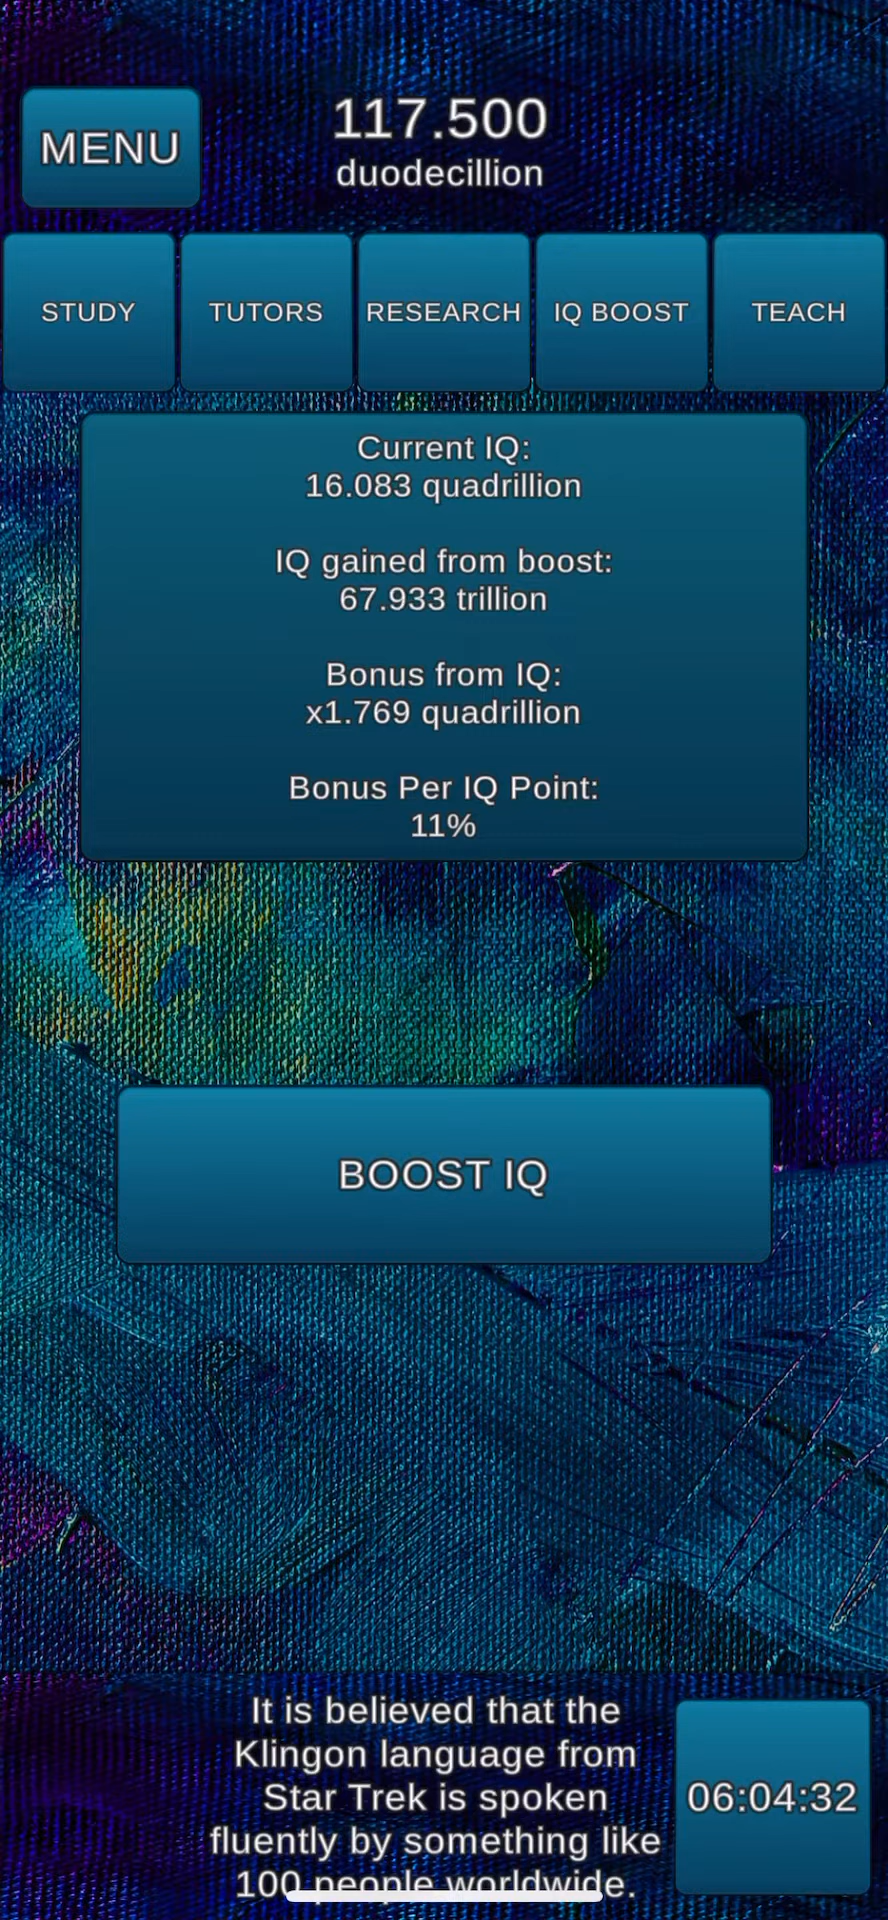 MENU
117.500
duodecillion
STUDY
TUTORS
RESEARCH
IQ BOOST
TEACH
Current IQ:
16.083 quadrillion
IQ gained from boost:
67.933 trillion
Bonus from IQ:
x1.769 quadrillion
Bonus Per IQ Point:
11%
BOOST IQ
It is believed that the
Klingon language from
Star Trek is spoken
fluently by something like
100 people worldwide.
06:04:32